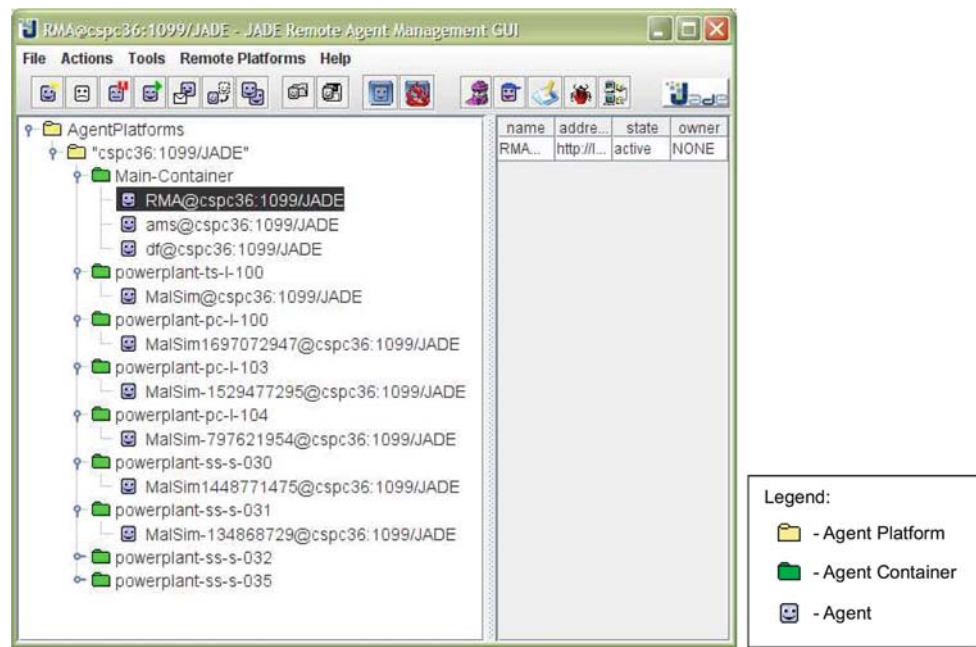 RMA@cspc36:1099/JADE - JADE Remote Agent Management GUI
File Actions Tools Remote Platforms Help
Jade
AgentPlatforms
"cspc36:1099/JADE"
Main-Container
RMA@cspc36:1099/JADE
ams@cspc36:1099/JADE
df@cspc36:1099/JADE
powerplant-ts-l-100
MalSim@cspc36:1099/JADE
powerplant-pc-l-100
MalSim1697072947@cspc36:1099/JADE
powerplant-pc-l-103
MalSim-1529477295@cspc36:1099/JADE
powerplant-pc-l-104
MalSim-797621954@cspc36:1099/JADE
powerplant-ss-s-030
MalSim1448771475@cspc36:1099/JADE
powerplant-ss-s-031
MalSim-134868729@cspc36:1099/JADE
powerplant-ss-s-032
powerplant-ss-s-035
name addre... state owner
RMA... http://l... active NONE
Legend:
- Agent Platform
- Agent Container
- Agent